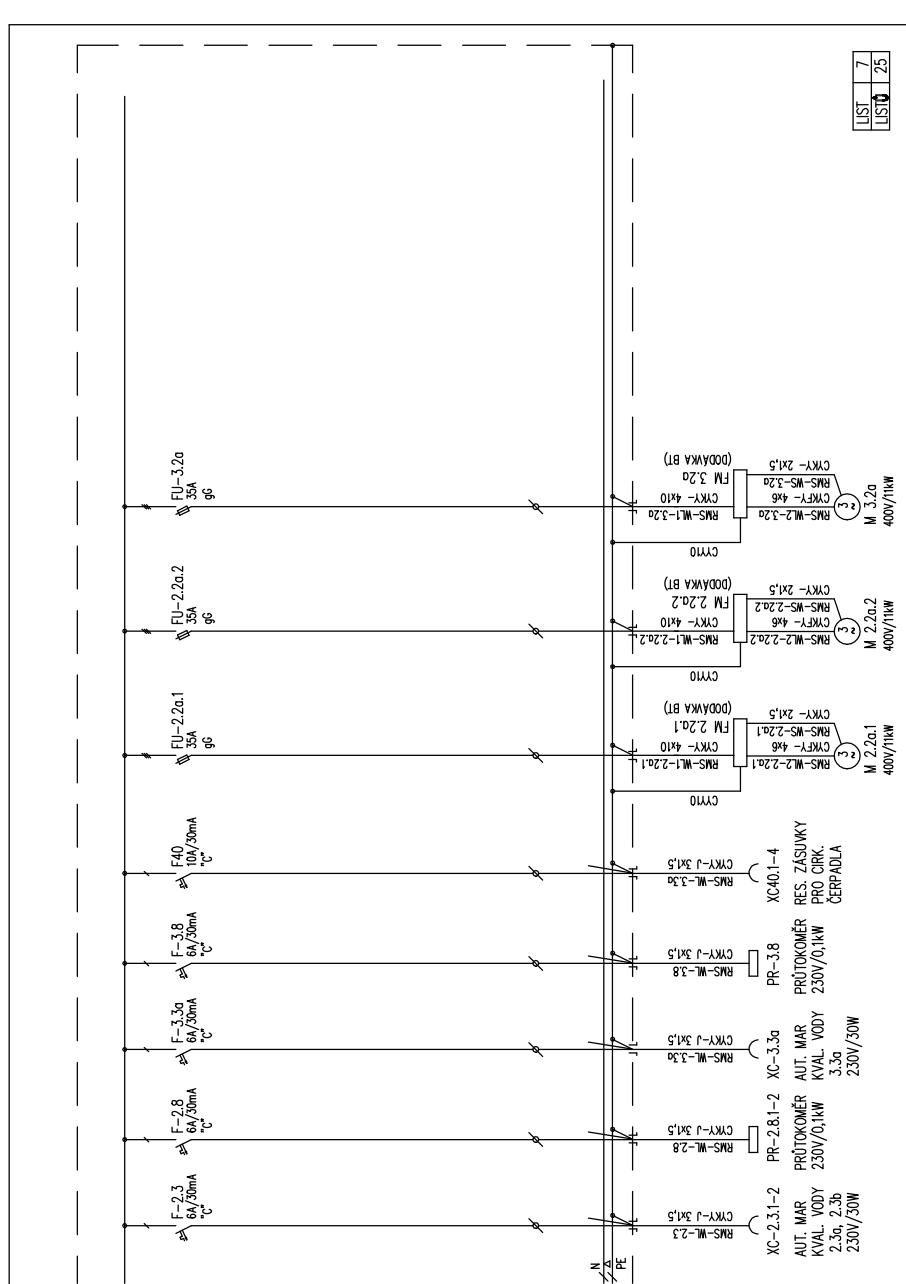 LIST 7
LISTŮ 25
FU-3.2a
35A
gG
RMS-WL1-3.2a
CYKY- 4x10
FM 3.2a
(DODÁVKA BT)
CYY10
RMS-WL2-3.2a
CYKFY- 4x6
RMS-WS-3.2a
CYKY- 2x1,5
3
M 3.2a
400V/11kW
FU-2.2a.2
35A
gG
RMS-WL1-2.2a.2
CYKY- 4x10
FM 2.2a.2
(DODÁVKA BT)
CYY10
RMS-WL2-2.2a.2
CYKFY- 4x6
RMS-WS-2.2a.2
CYKY- 2x1,5
3
M 2.2a.2
400V/11kW
FU-2.2a.1
35A
gG
RMS-WL1-2.2a.1
CYKY- 4x10
FM 2.2a.1
(DODÁVKA BT)
CYY10
RMS-WL2-2.2a.1
CYKFY- 4x6
RMS-WS-2.2a.1
CYKY- 2x1,5
3
M 2.2a.1
400V/11kW
F40
10A/30mA
"C"
RMS-WL-3.3a
CYKY-J 3x1,5
XC40.1-4
RES. ZÁSUVKY
PRO CIRK.
ČERPADLA
F-3.8
6A/30mA
"C"
RMS-WL-3.8
CYKY-J 3x1,5
PR-3.8
PRŮTOKOMĚR
230V/0,1kW
F-3.3a
6A/30mA
"C"
RMS-WL-3.3a
CYKY-J 3x1,5
XC-3.3a
AUT. MAR
KVAL. VODY
3.3a
230V/30W
F-2.8
6A/30mA
"C"
RMS-WL-2.8
CYKY-J 3x1,5
PR-2.8.1-2
PRŮTOKOMĚR
230V/0,1kW
F-2.3
6A/30mA
"C"
RMS-WL-2.3
CYKY-J 3x1,5
XC-2.3.1-2
AUT. MAR
KVAL. VODY
2.3a, 2.3b
230V/30W
N
PE